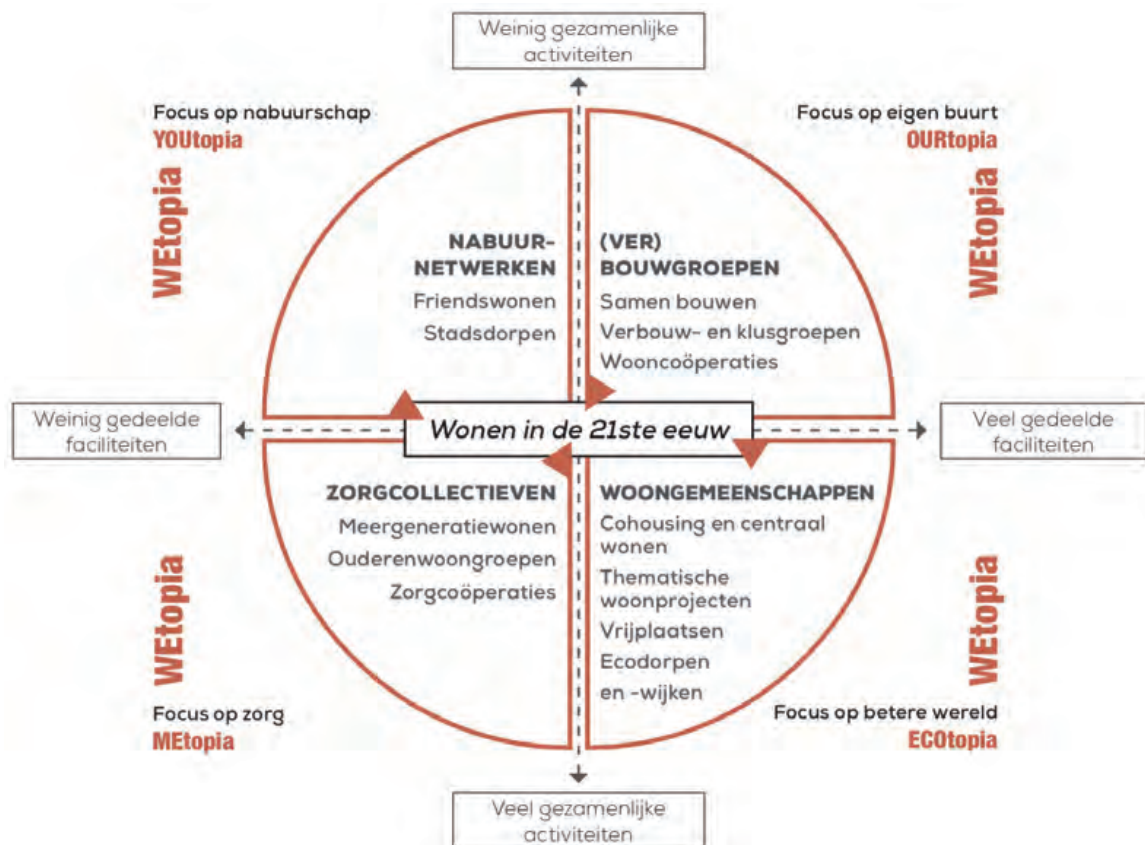 Weinig gezamenlijke
activiteiten
Focus op nabuurschap
YOUtopia
WEtopia
Focus op eigen buurt
OURtopia
WEtopia
NABUUR-
NETWERKEN
Friendswonen
Stadsdorpen
(VER)
BOUWGROEPEN
Samen bouwen
Verbouw- en klusgroepen
Wooncoöperaties
Weinig gedeelde
faciliteiten
Wonen in de 21ste eeuw
Veel gedeelde
faciliteiten
ZORGCOLLECTIEVEN
Meergeneratiewonen
Ouderenwoongroepen
Zorgcoöperaties
WOONGEMEENSCHAPPEN
Cohousing en centraal
wonen
Thematische
woonprojecten
Vrijplaatsen
Ecodorpen
en -wijken
WEtopia
Focus op zorg
MEtopia
WEtopia
Focus op betere wereld
ECOtopia
Veel gezamenlijke
activiteiten